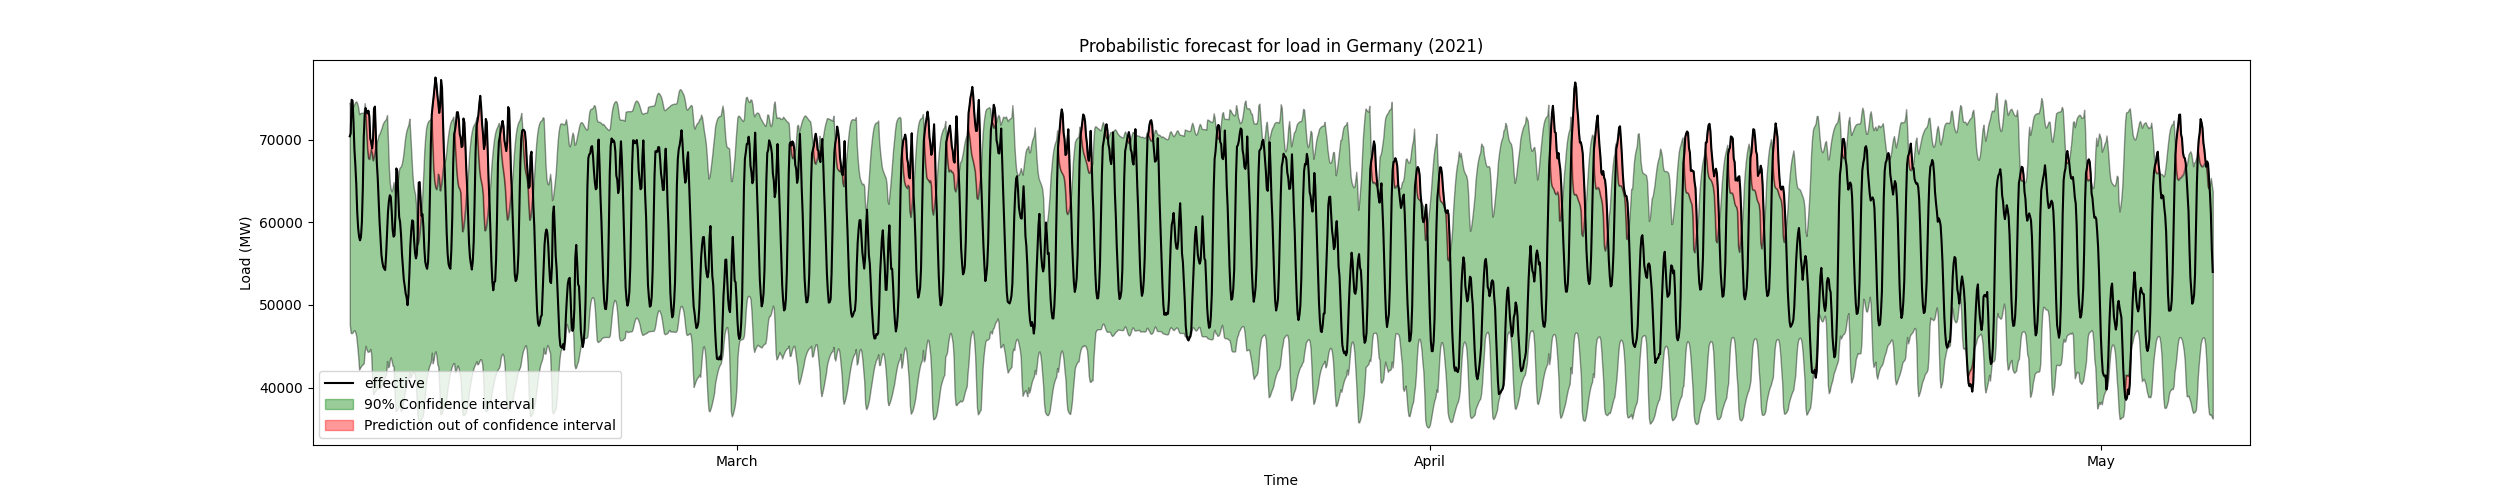 Probabilistic forecast for load in Germany (2021)
Load (MW)
70000
60000
50000
40000
effective
90% Confidence interval
Prediction out of confidence interval
March
April
May
Time